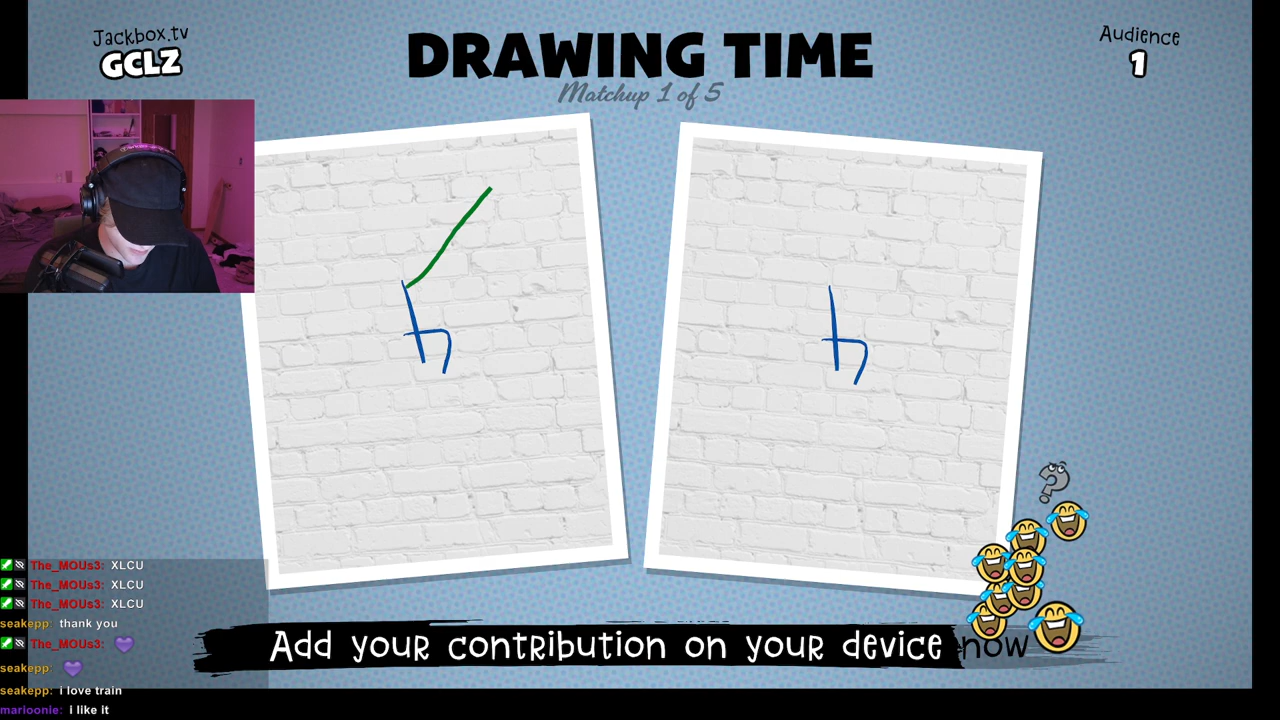 Jackbox.tv
GCLZ
DRAWING TIME
Matchup 1 of 5
Audience
1
The_MOUs3: XLCU
The_MOUs3: XLCU
The_MOUs3: XLCU
seakepp: thank you
The_MOUs3: 💜
seakepp: 💜
seakepp: i love train
marioonie: i like it
Add your contribution on your device now